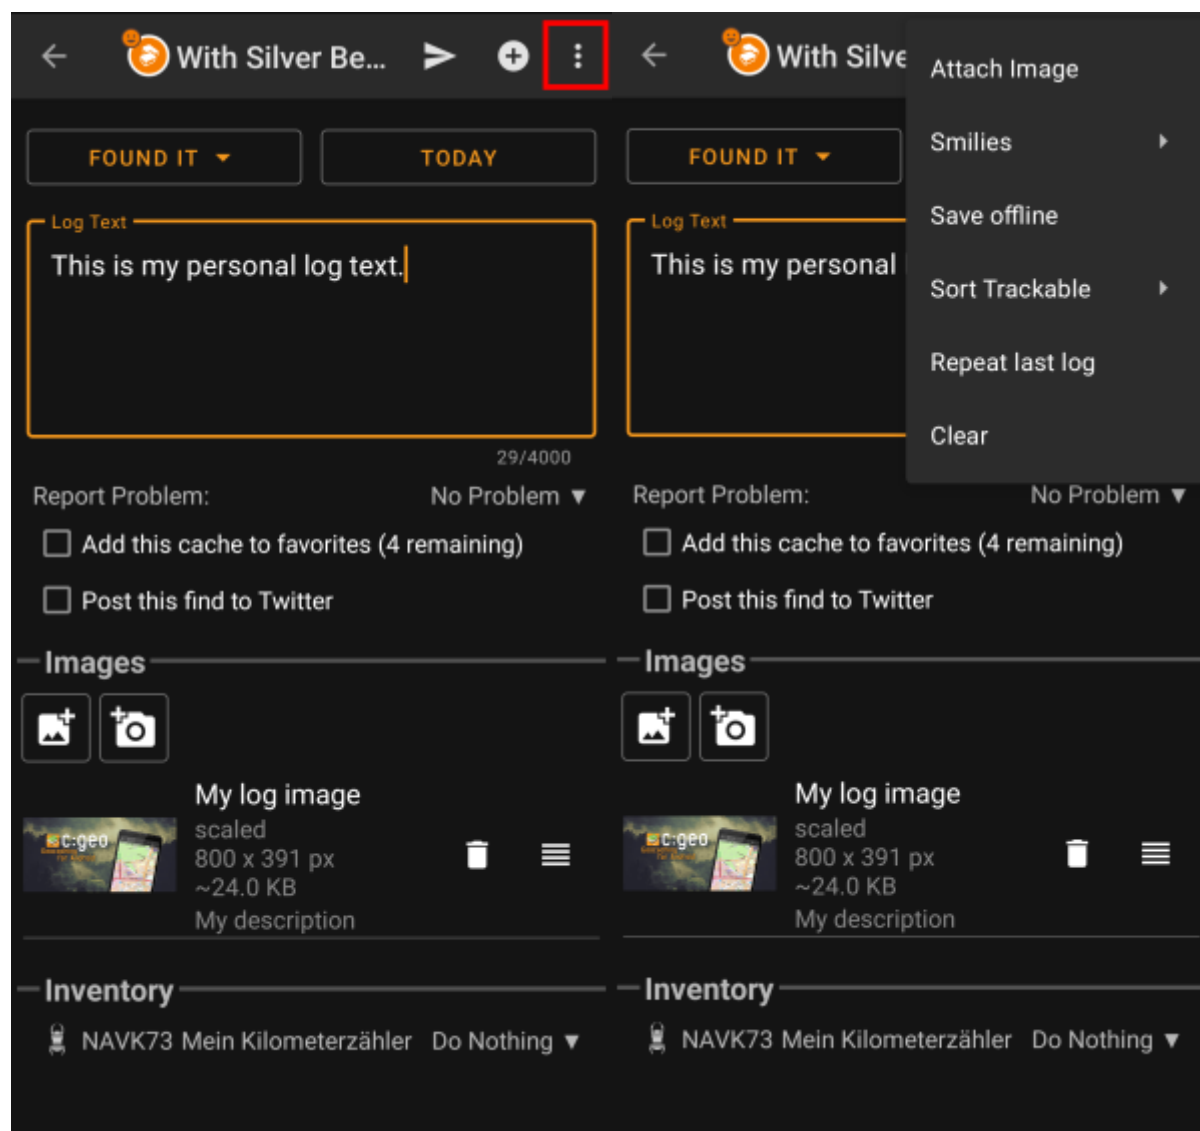 With Silver Be...
FOUND IT
TODAY
Log Text
This is my personal log text.
29/4000
Report Problem:
No Problem
Add this cache to favorites (4 remaining)
Post this find to Twitter
Images
c:geo
My log image
scaled
800 x 391 px
~24.0 KB
My description
Inventory
NAVK73 Mein Kilometerzähler
Do Nothing
With Silve
Attach Image
Smilies
Save offline
Sort Trackable
Repeat last log
Clear
FOUND IT
Log Text
This is my personal
Report Problem:
No Problem
Add this cache to favorites (4 remaining)
Post this find to Twitter
Images
c:geo
My log image
scaled
800 x 391 px
~24.0 KB
My description
Inventory
NAVK73 Mein Kilometerzähler
Do Nothing